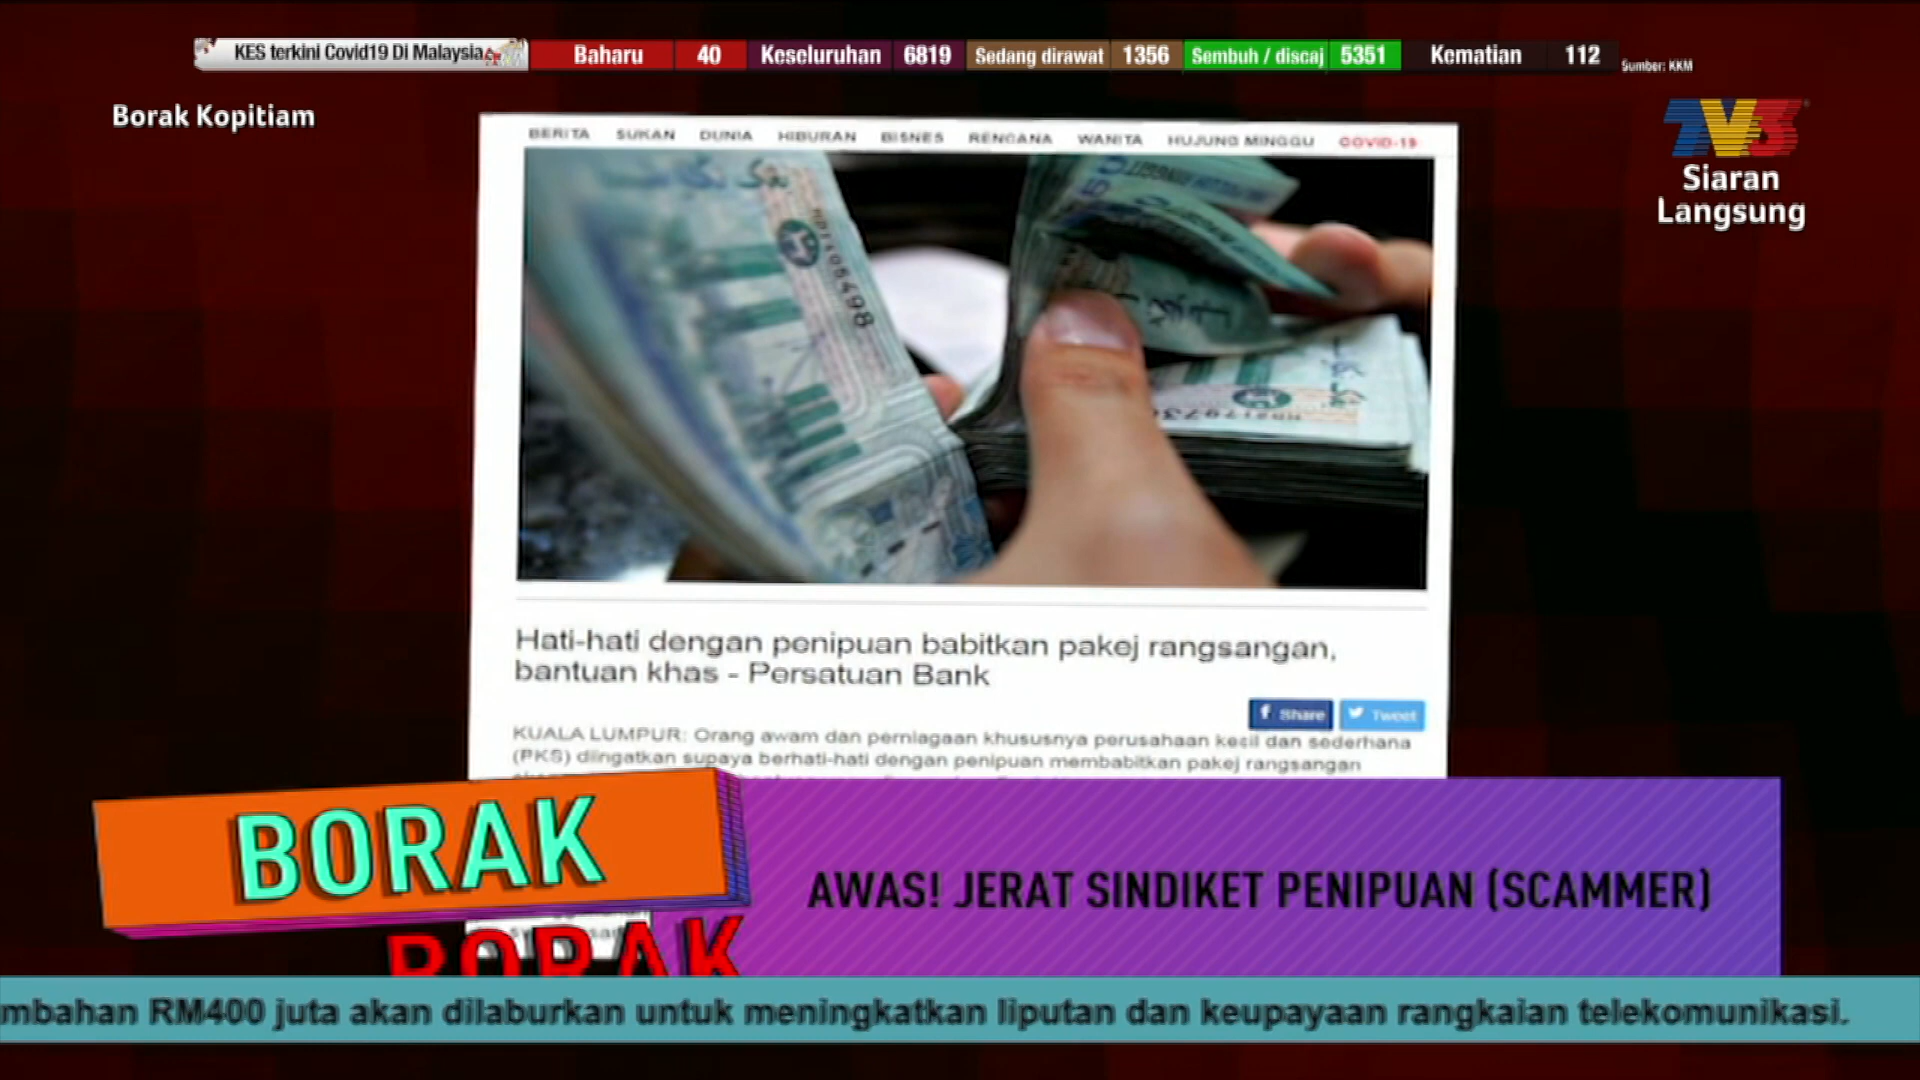 KES terkini Covid19 Di Malaysia Baharu 40 Keseluruhan 6819 Sedang dirawat 1356 Sembuh / discaj 5351 Kematian 112 Sumber: KKM
Borak Kopitiam
TV3
Siaran
Langsung
BERITA SUKAN DUNIA HIBURAN BISNES RENCANA WANITA HUJUNG MINGGU COVID-19
Hati-hati dengan penipuan babitkan pakej rangsangan,
bantuan khas - Persatuan Bank
Share Tweet
KUALA LUMPUR: Orang awam dan perniagaan khususnya perusahaan kecil dan sederhana
(PKS) diingatkan supaya berhati-hati dengan penipuan membabitkan pakej rangsangan
BORAK
BORAK
AWAS! JERAT SINDIKET PENIPUAN (SCAMMER)
mbahan RM400 juta akan dilaburkan untuk meningkatkan liputan dan keupayaan rangkaian telekomunikasi.